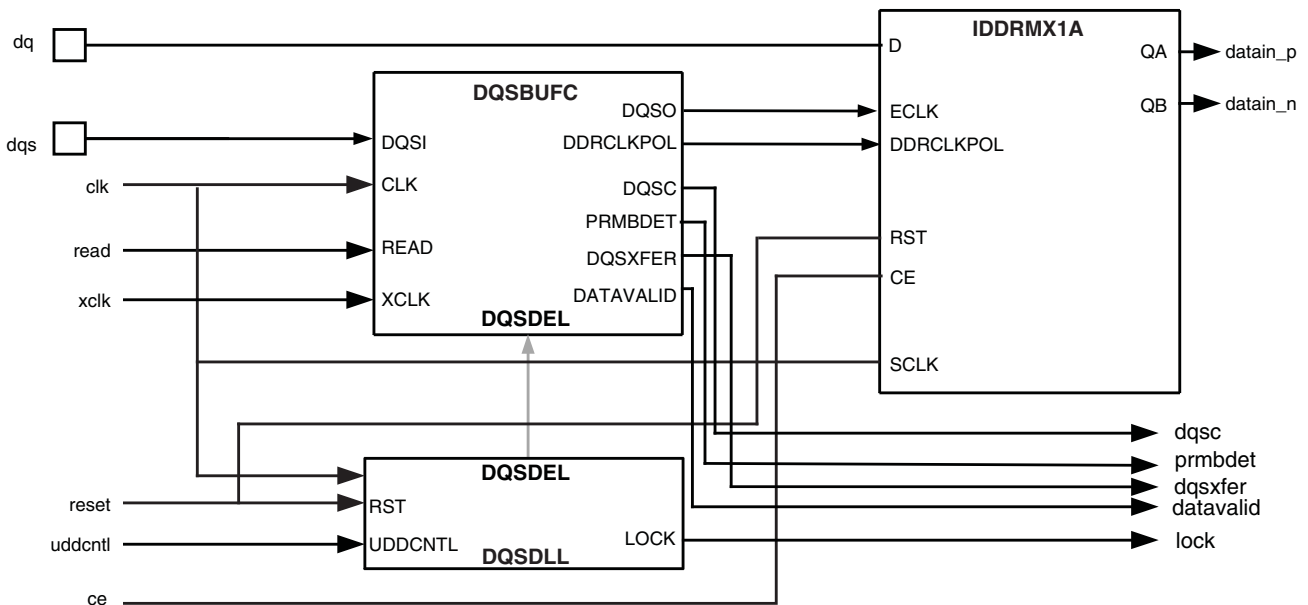 dq
dqs
clk
read
xclk
reset
uddcntl
ce
DQSBUFC
DQSI
CLK
READ
XCLK
DQSO
DDRCLKPOL
DQSC
PRMBDET
DQSXFER
DATAVALID
DQSDEL
DQSDEL
RST
UDDCNTL
LOCK
DQSDLL
IDDRMX1A
D
ECLK
DDRCLKPOL
RST
CE
SCLK
QA
QB
datain_p
datain_n
dqsc
prmbdet
dqsxfer
datavalid
lock